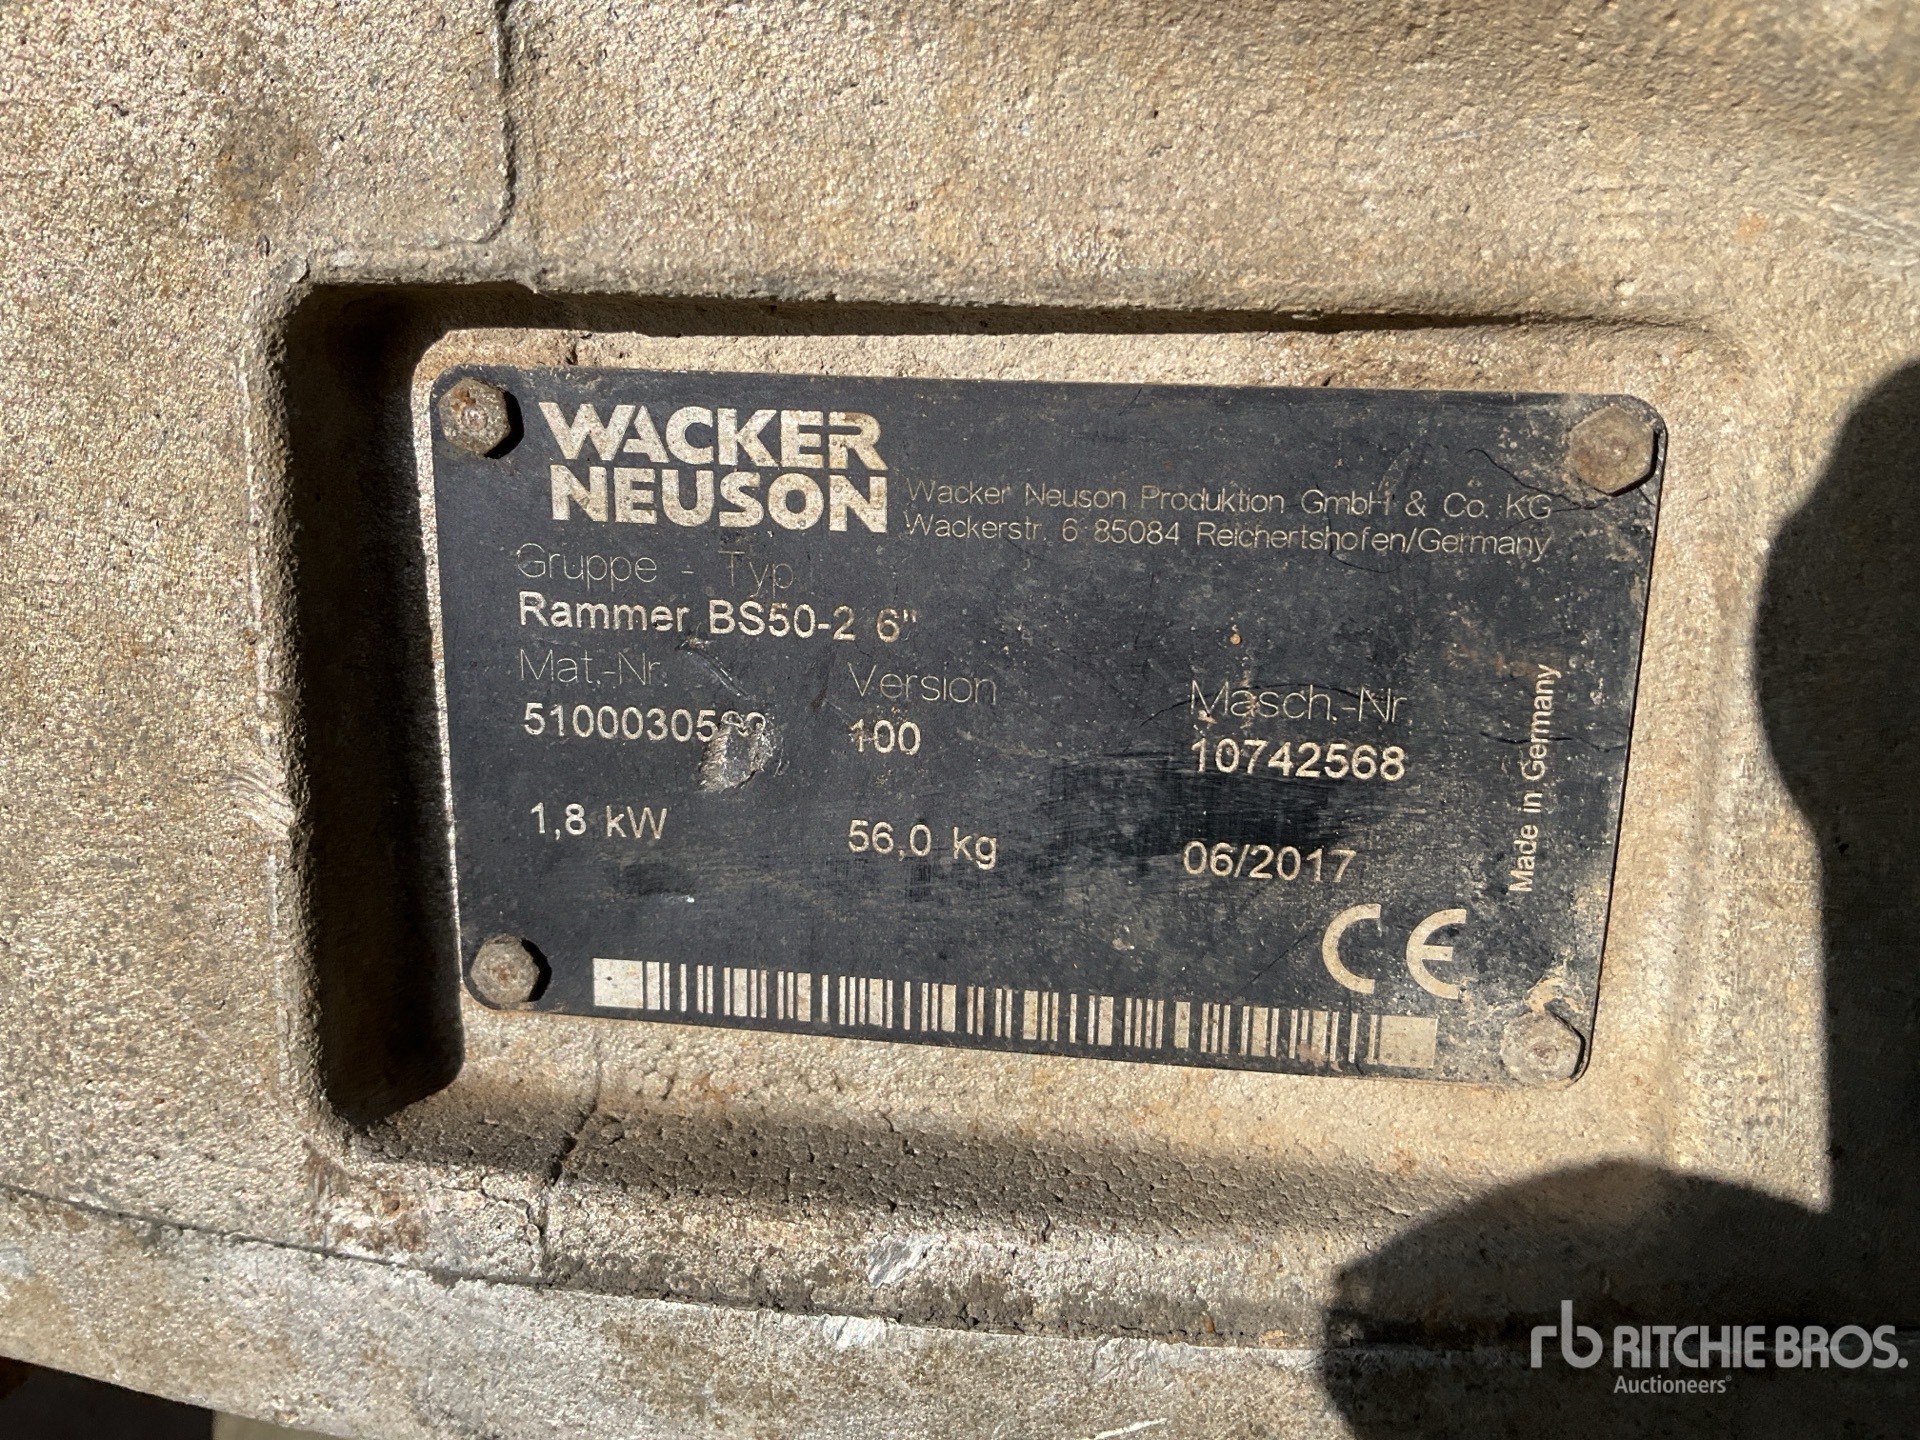 WACKER
NEUSON
Wacker Neuson Produktion GmbH & Co. KG
Wackerstr. 6 85084 Reichertshofen/Germany
Gruppe - Typ
Rammer BS50-2 6"
Mat.-Nr. Version Masch.-Nr
100 10742568
1,8 kW 56,0 kg 06/2017
Made in Germany
CE
rb RITCHIE BROS.
Auctioneers